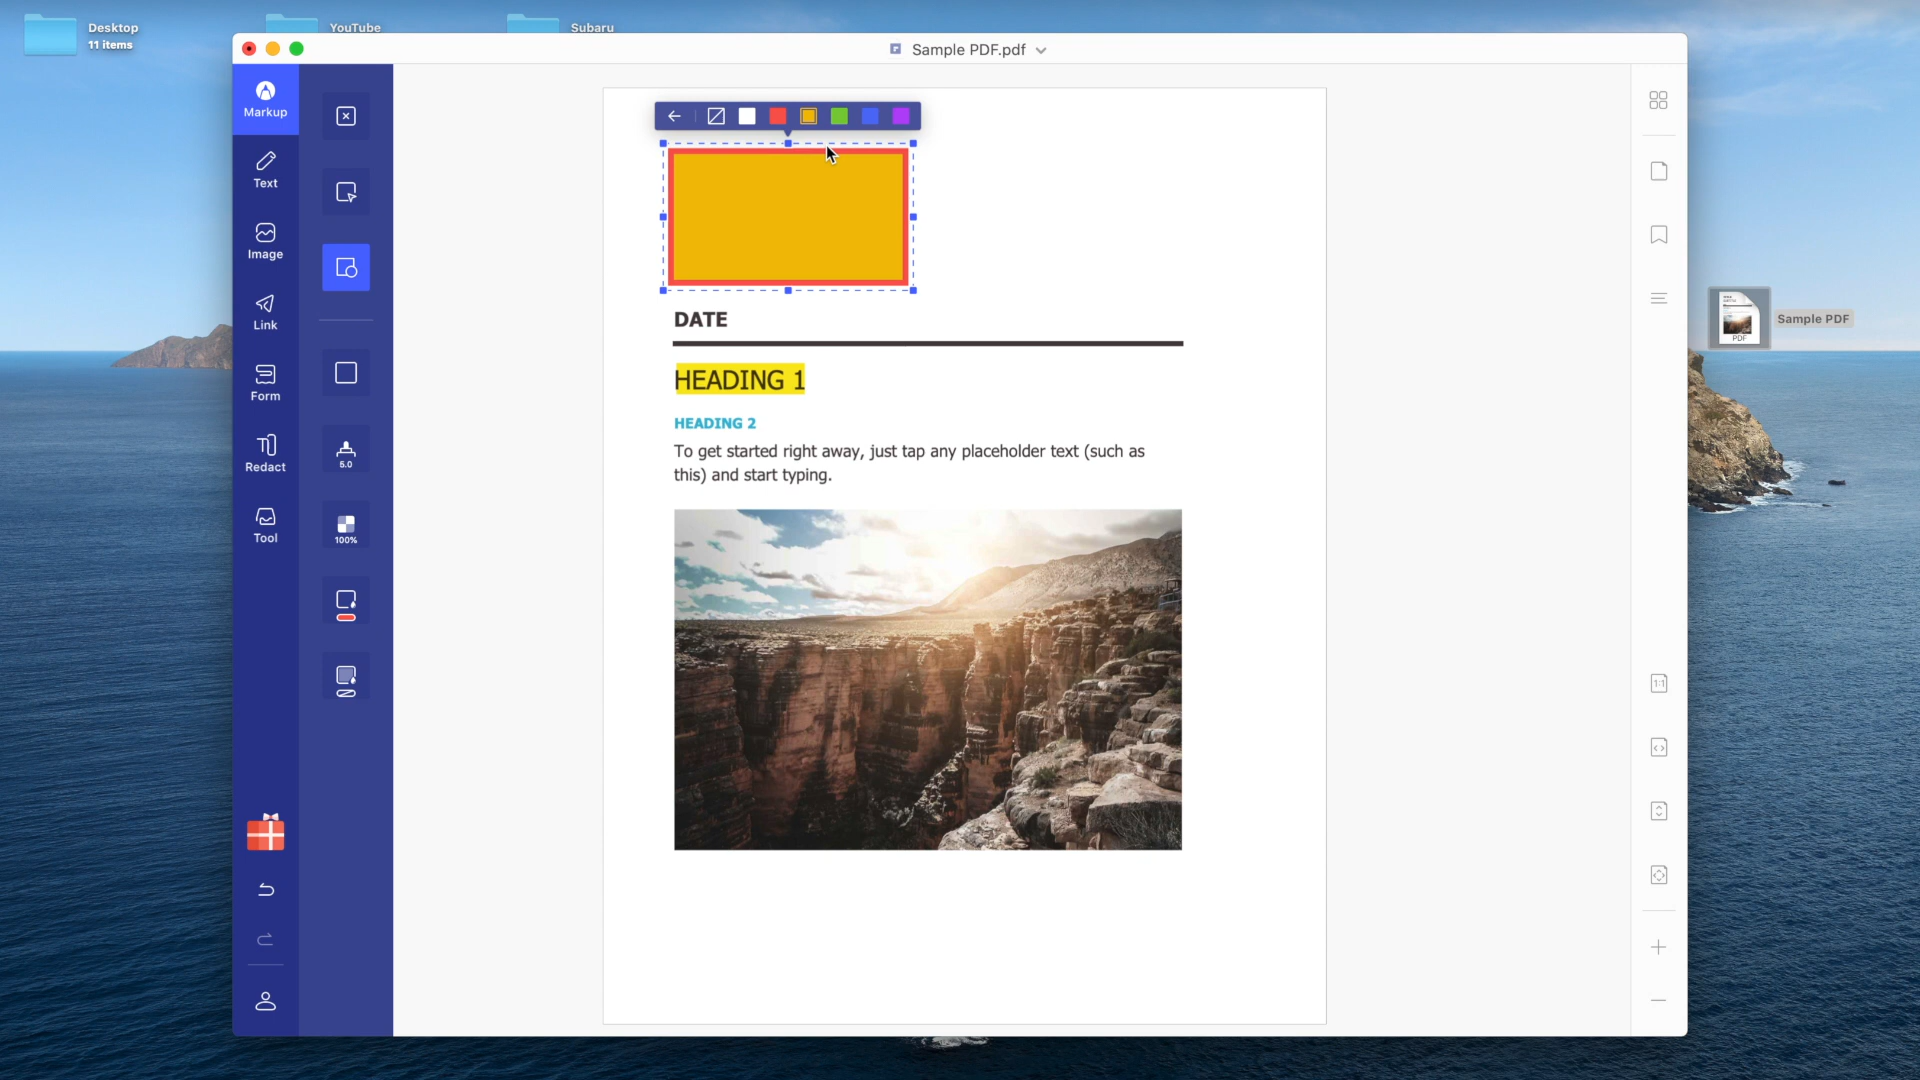 Desktop
11 items
YouTube
Subaru
Sample PDF.pdf
Markup
Text
Image
Link
Form
Redact
Tool
5.0
100%
DATE
HEADING 1
HEADING 2
To get started right away, just tap any placeholder text (such as
this) and start typing.
1:1
PDF
Sample PDF